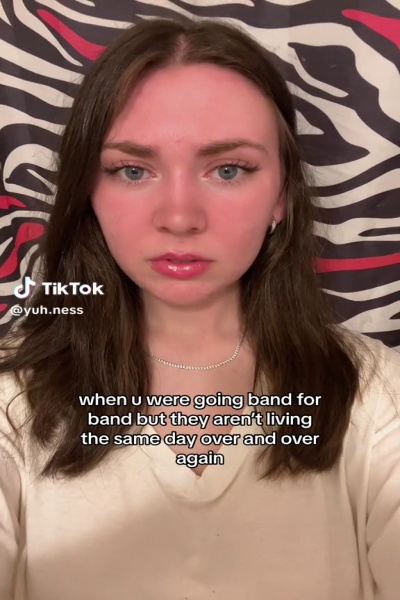 TikTok
@yuh.ness
when u were going band for
band but they aren't living
the same day over and over
again